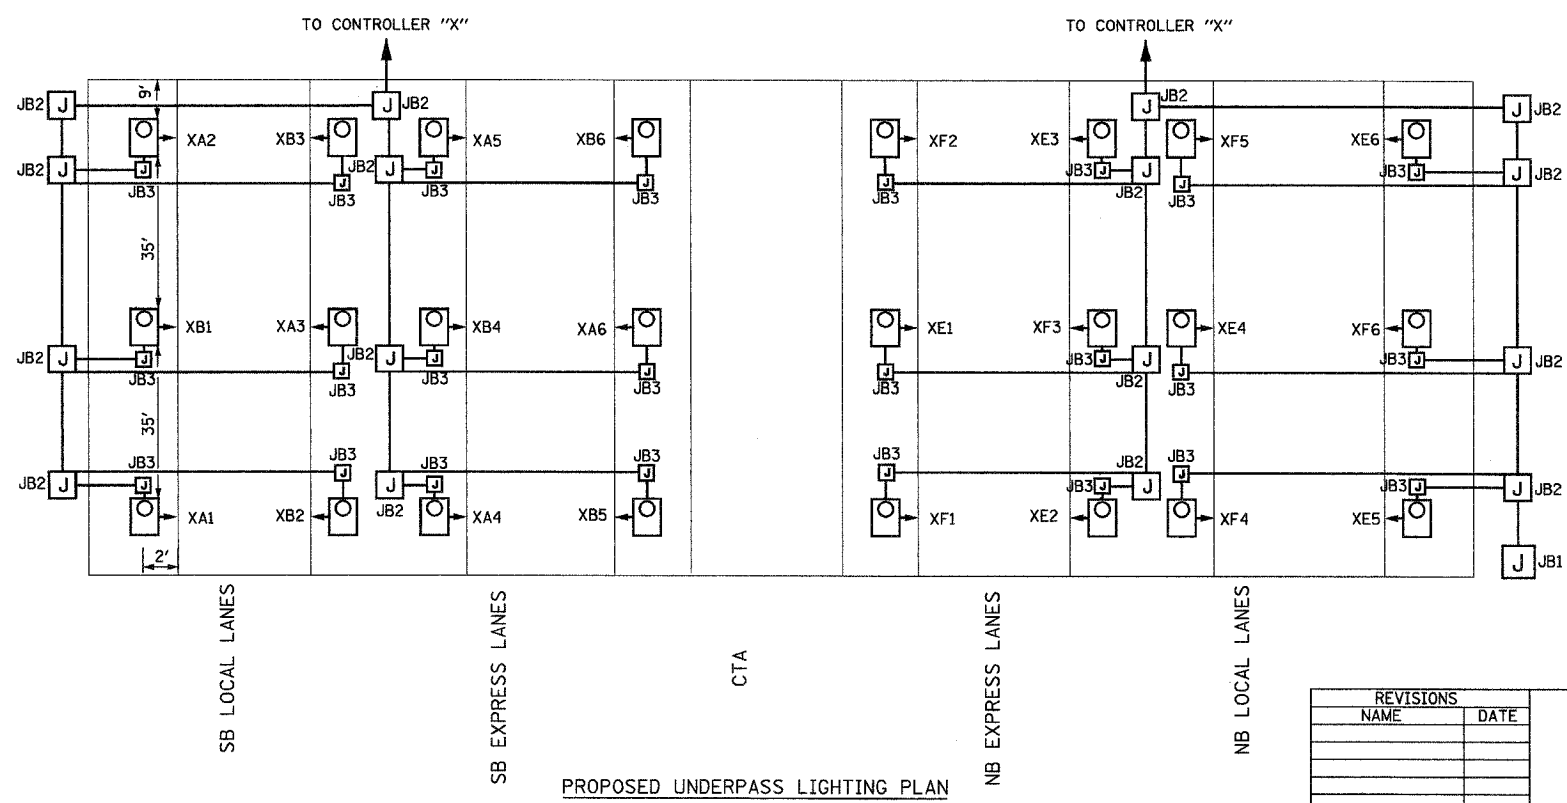 TO CONTROLLER "X"
TO CONTROLLER "X"
JB2 J
J JB2
J JB2
J JB2
9'
XA2
XB3
XA5
XB6
XF2
XE3
XF5
XE6
JB2 J
J
JB3
J
JB3
JB2 J
J
JB3
J
JB3
J
JB3
JB3 J
J
JB2
J
JB3
JB3 J
J JB2
35'
XB1
XA3
XB4
XA6
XE1
XF3
XE4
XF6
JB2 J
J
JB3
J
JB3
JB2 J
J
JB3
J
JB3
J
JB3
JB3 J
J
JB2
J
JB3
JB3 J
J JB2
35'
JB3
J
JB3
J
JB3
J
JB3
J
JB3
J
JB2
J
JB3
J
JB2 J
J
JB2
JB3 J
JB3 J
J JB2
XA1
XB2
XA4
XB5
XF1
XE2
XF4
XE5
2'
J JB1
SB LOCAL LANES
SB EXPRESS LANES
CTA
NB EXPRESS LANES
NB LOCAL LANES
PROPOSED UNDERPASS LIGHTING PLAN
REVISIONS
NAME DATE